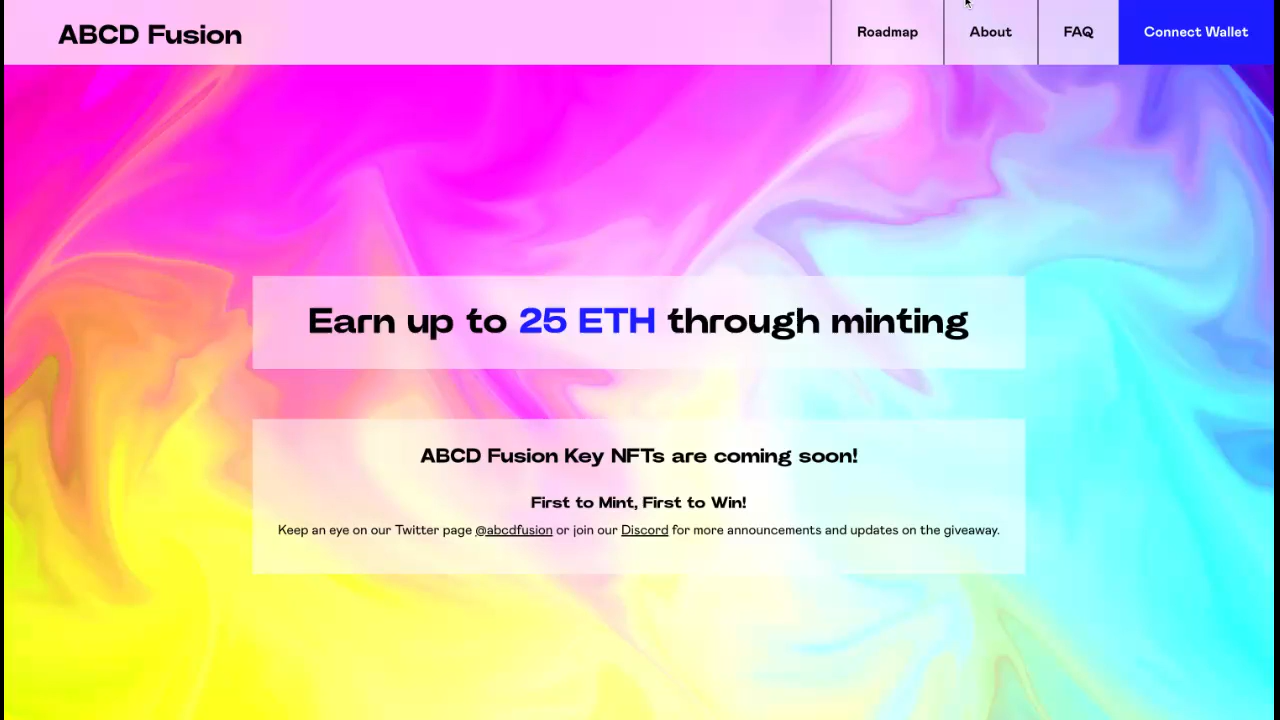 ABCD Fusion
Roadmap
About
FAQ
Connect Wallet
Earn up to 25 ETH through minting
ABCD Fusion Key NFTs are coming soon!
First to Mint, First to Win!
Keep an eye on our Twitter page @abcdfusion or join our Discord for more announcements and updates on the giveaway.